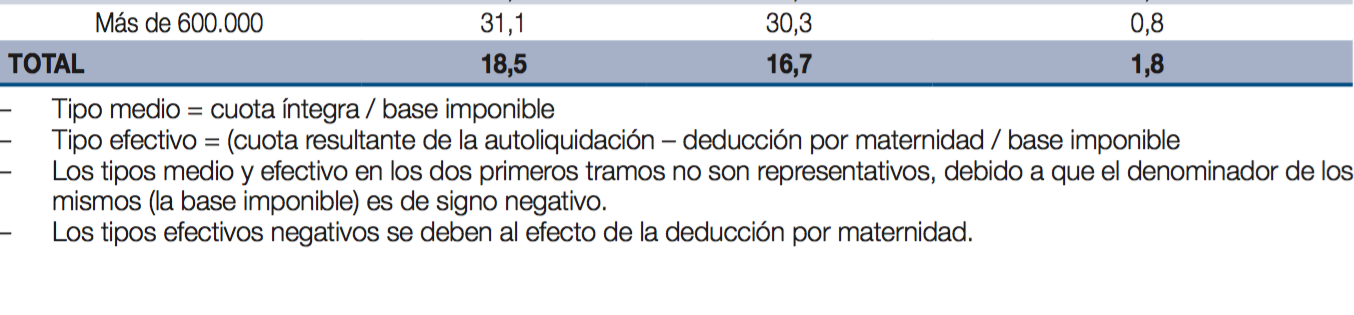 Más de 600.000 31,1 30,3 0,8
TOTAL 18,5 16,7 1,8
– Tipo medio = cuota íntegra / base imponible
– Tipo efectivo = (cuota resultante de la autoliquidación – deducción por maternidad / base imponible
– Los tipos medio y efectivo en los dos primeros tramos no son representativos, debido a que el denominador de los
mismos (la base imponible) es de signo negativo.
– Los tipos efectivos negativos se deben al efecto de la deducción por maternidad.